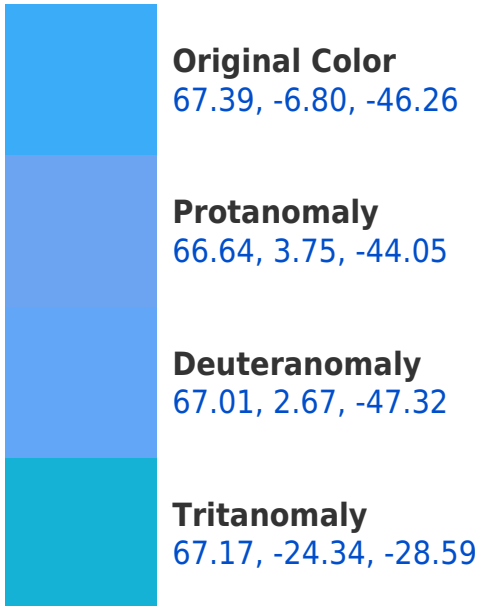 Original Color
67.39, -6.80, -46.26
Protanomaly
66.64, 3.75, -44.05
Deuteranomaly
67.01, 2.67, -47.32
Tritanomaly
67.17, -24.34, -28.59